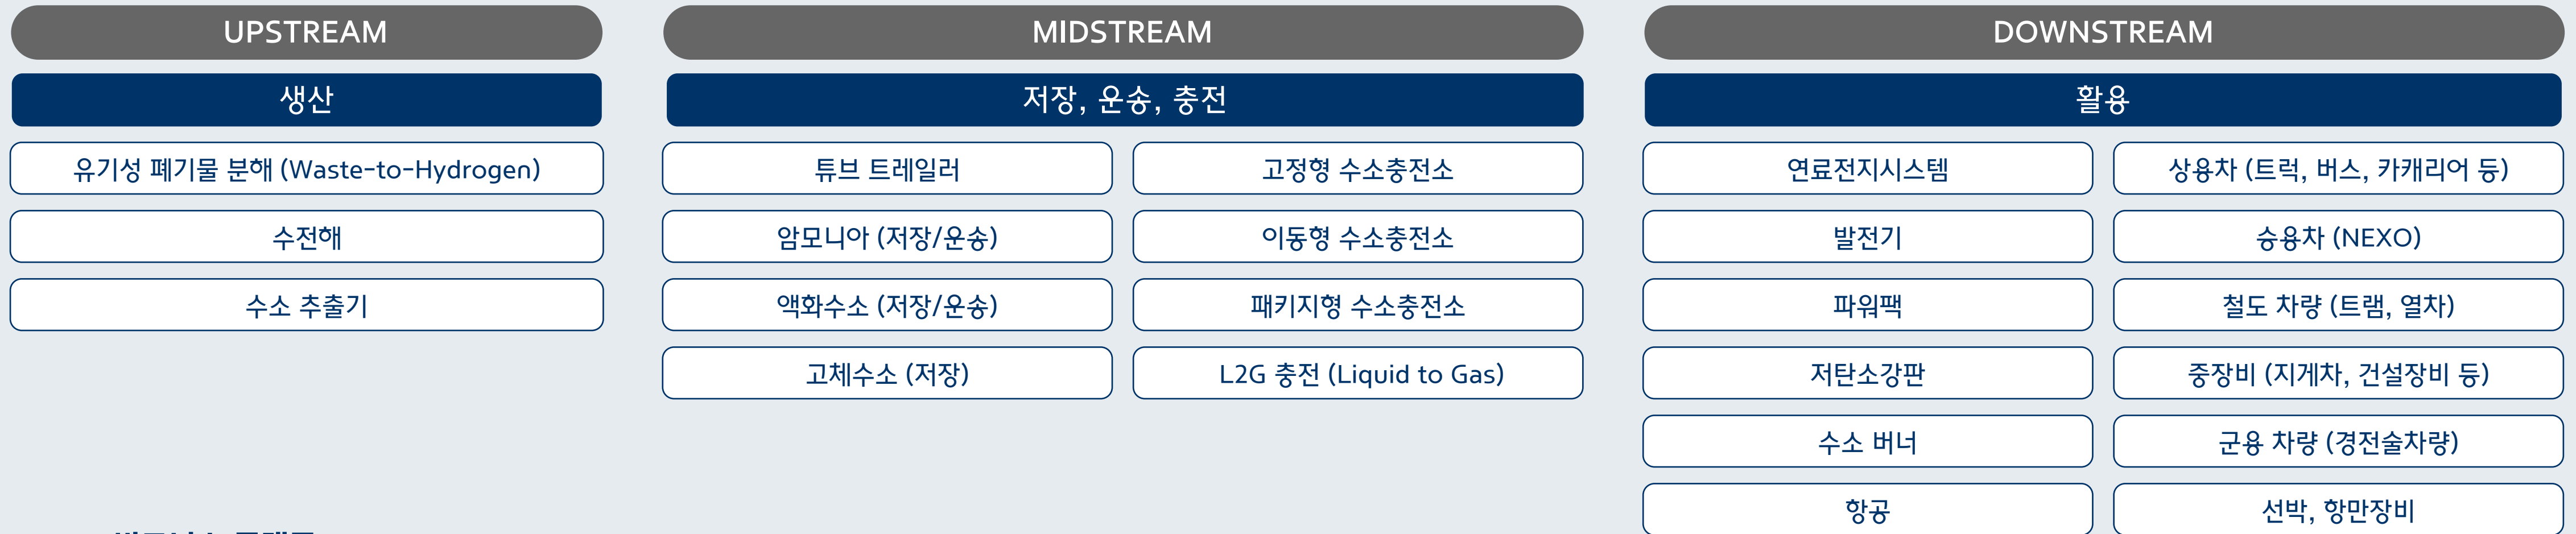 UPSTREAM
생산
유기성 폐기물 분해 (Waste-to-Hydrogen)
수전해
수소 추출기
MIDSTREAM
저장, 운송, 충전
튜브 트레일러
고정형 수소충전소
암모니아 (저장/운송)
이동형 수소충전소
액화수소 (저장/운송)
패키지형 수소충전소
고체수소 (저장)
L2G 충전 (Liquid to Gas)
DOWNSTREAM
활용
연료전지시스템
상용차 (트럭, 버스, 카캐리어 등)
발전기
승용차 (NEXO)
파워팩
철도 차량 (트램, 열차)
저탄소강판
중장비 (지게차, 건설장비 등)
수소 버너
군용 차량 (경전술차량)
항공
선박, 항만장비